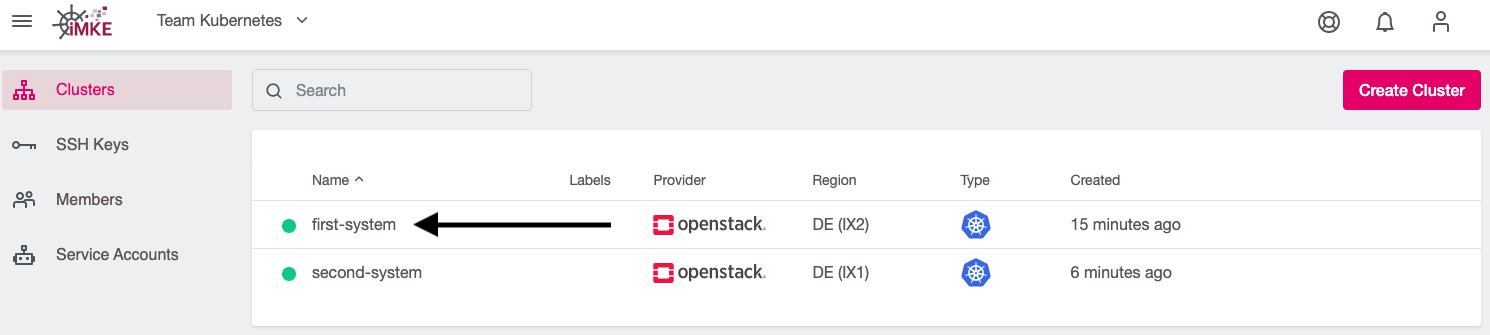 iMKE Team Kubernetes
Clusters
Search
Create Cluster
SSH Keys
Members
Service Accounts
Name Labels Provider Region Type Created
first-system openstack. DE (IX2) 15 minutes ago
second-system openstack. DE (IX1) 6 minutes ago